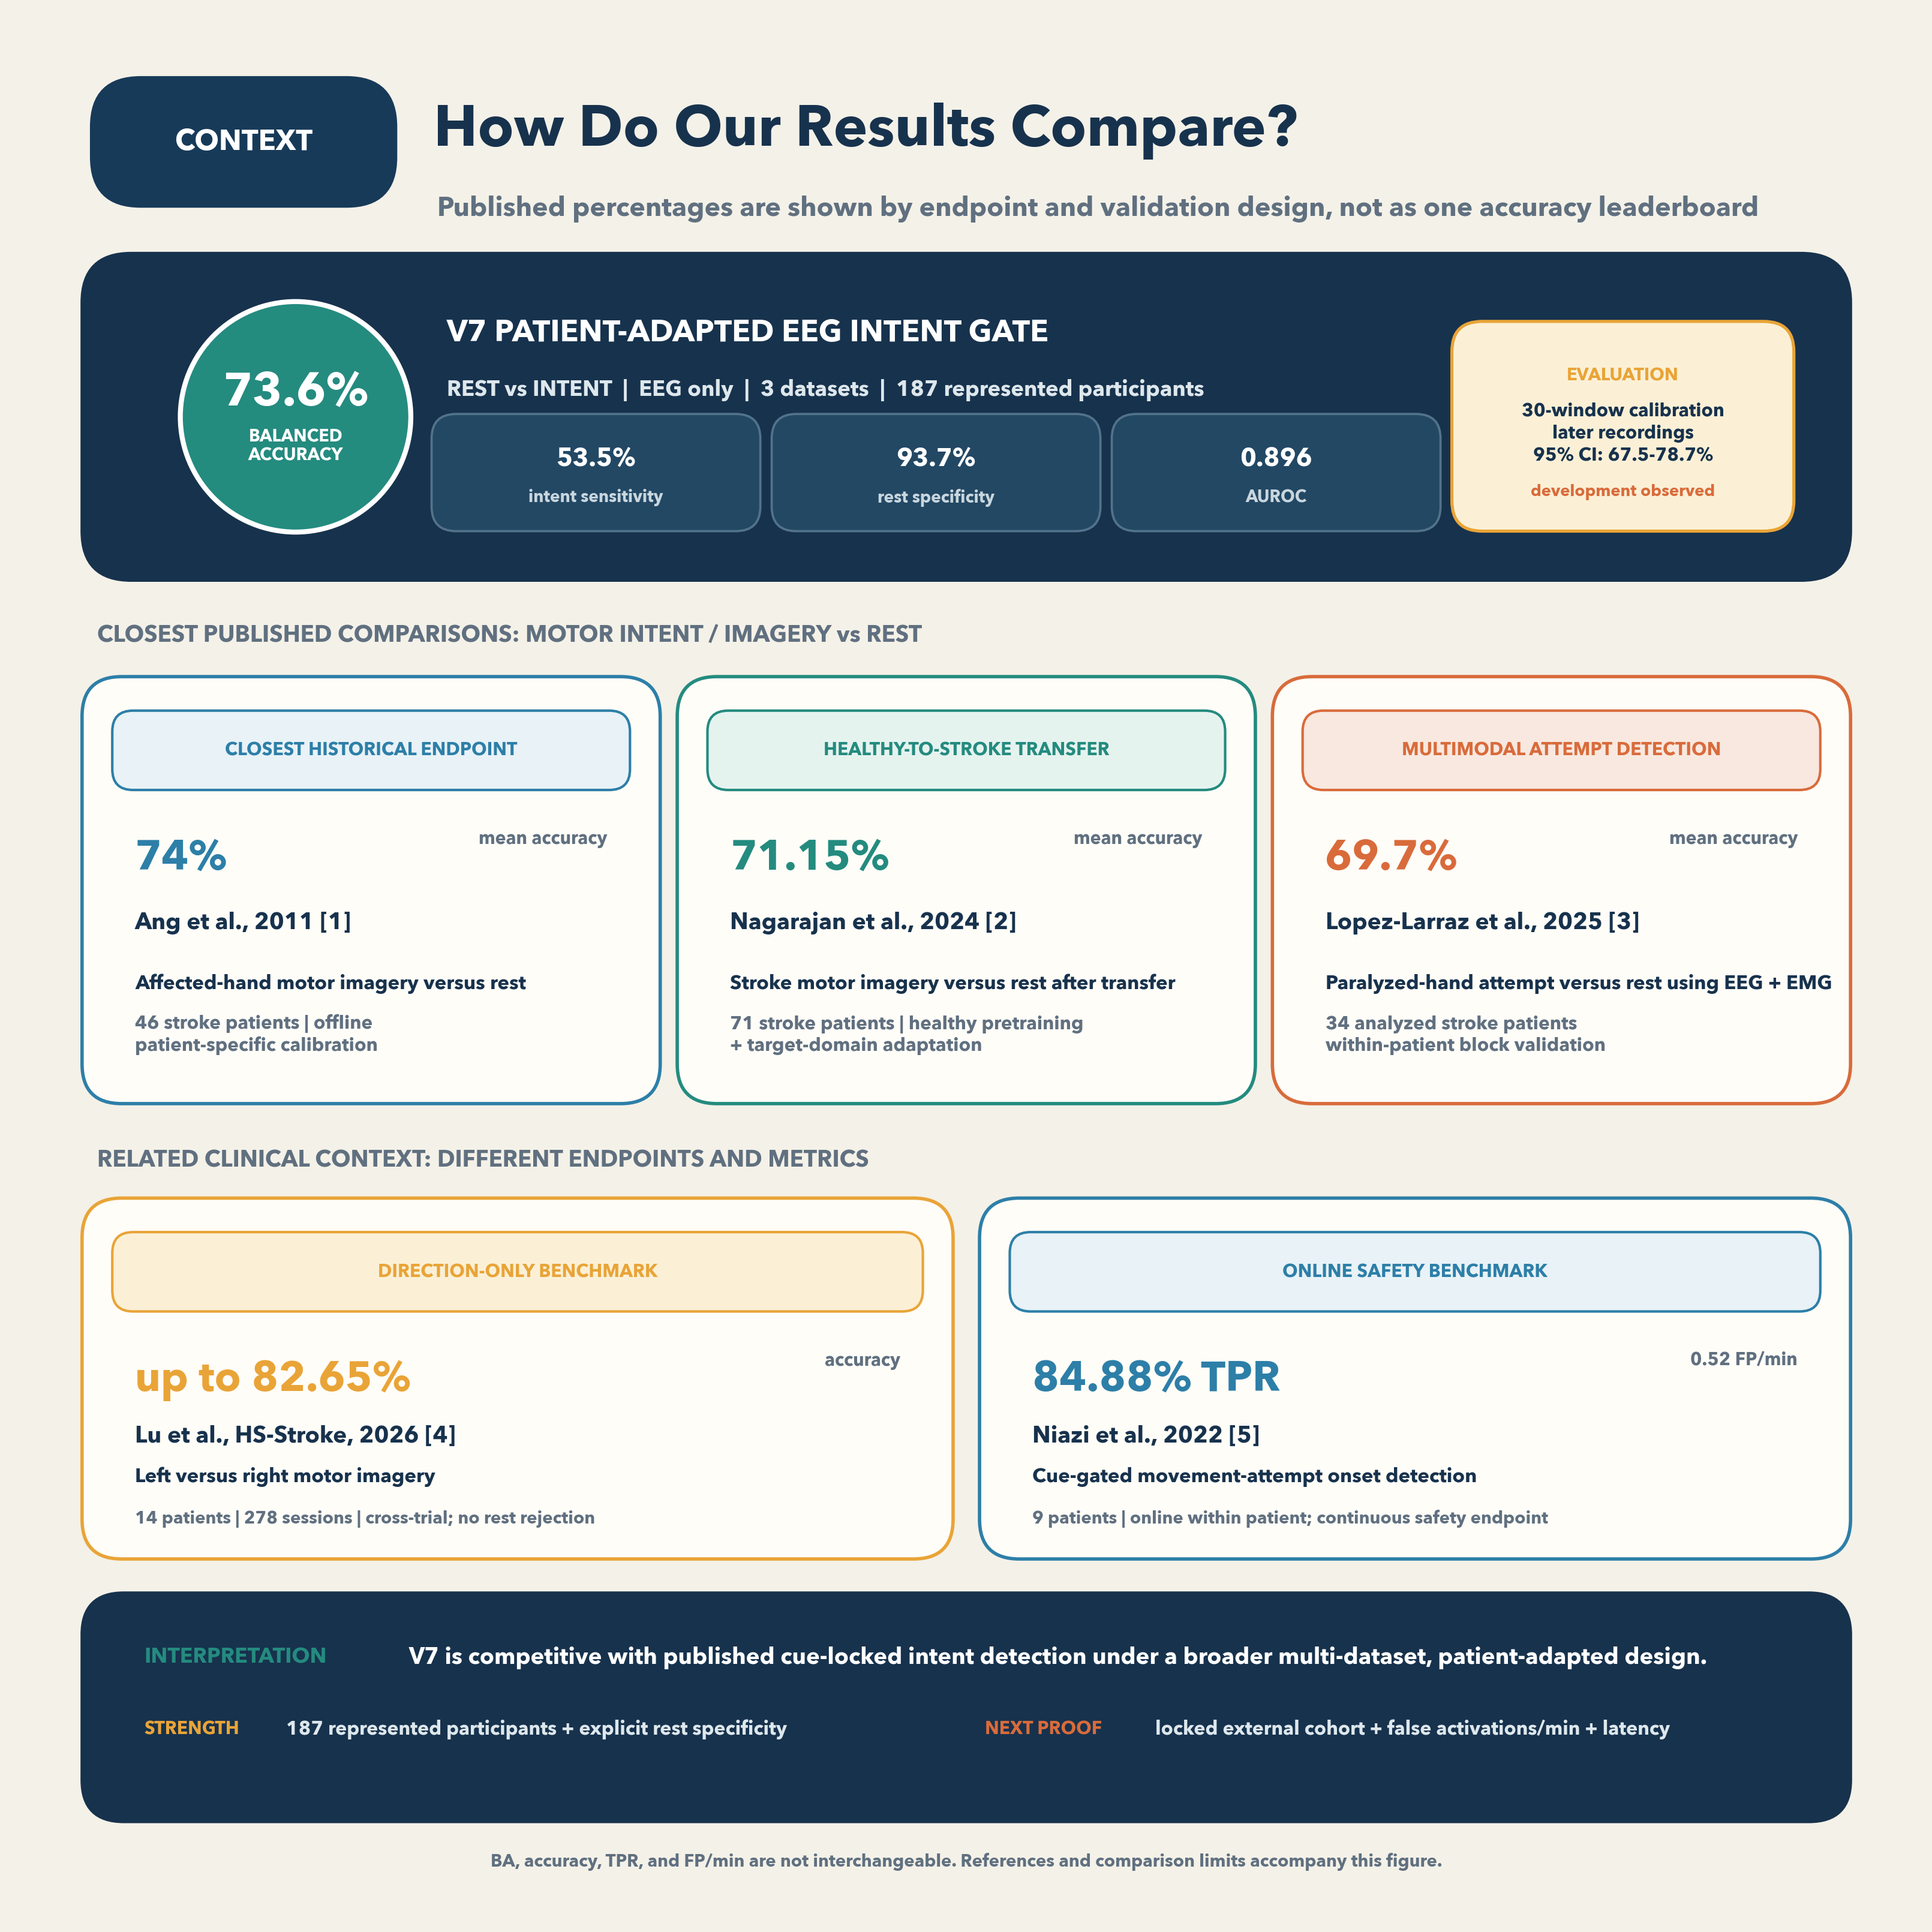 CONTEXT
How Do Our Results Compare?
Published percentages are shown by endpoint and validation design, not as one accuracy leaderboard
73.6%
BALANCED
ACCURACY
V7 PATIENT-ADAPTED EEG INTENT GATE
REST vs INTENT | EEG only | 3 datasets | 187 represented participants
53.5%
intent sensitivity
93.7%
rest specificity
0.896
AUROC
EVALUATION
30-window calibration
later recordings
95% CI: 67.5-78.7%
development observed
CLOSEST PUBLISHED COMPARISONS: MOTOR INTENT / IMAGERY vs REST
CLOSEST HISTORICAL ENDPOINT
74%
mean accuracy
Ang et al., 2011 [1]
Affected-hand motor imagery versus rest
46 stroke patients | offline
patient-specific calibration
HEALTHY-TO-STROKE TRANSFER
71.15%
mean accuracy
Nagarajan et al., 2024 [2]
Stroke motor imagery versus rest after transfer
71 stroke patients | healthy pretraining
+ target-domain adaptation
MULTIMODAL ATTEMPT DETECTION
69.7%
mean accuracy
Lopez-Larraz et al., 2025 [3]
Paralyzed-hand attempt versus rest using EEG + EMG
34 analyzed stroke patients
within-patient block validation
RELATED CLINICAL CONTEXT: DIFFERENT ENDPOINTS AND METRICS
DIRECTION-ONLY BENCHMARK
up to 82.65%
accuracy
Lu et al., HS-Stroke, 2026 [4]
Left versus right motor imagery
14 patients | 278 sessions | cross-trial; no rest rejection
ONLINE SAFETY BENCHMARK
84.88% TPR
0.52 FP/min
Niazi et al., 2022 [5]
Cue-gated movement-attempt onset detection
9 patients | online within patient; continuous safety endpoint
INTERPRETATION
V7 is competitive with published cue-locked intent detection under a broader multi-dataset, patient-adapted design.
STRENGTH
187 represented participants + explicit rest specificity
NEXT PROOF
locked external cohort + false activations/min + latency
BA, accuracy, TPR, and FP/min are not interchangeable. References and comparison limits accompany this figure.